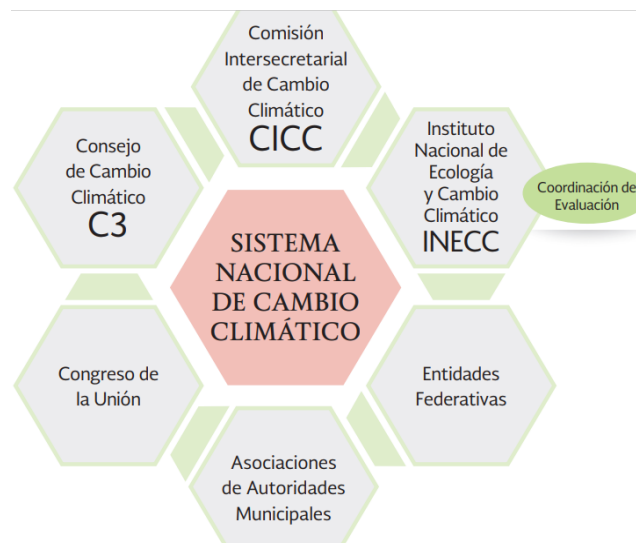 Comisión
Intersecretarial
de Cambio
Climático
CICC
Consejo
de Cambio
Climático
C3
Instituto
Nacional de
Ecología
y Cambio
Climático
INECC
Coordinación de
Evaluación
SISTEMA
NACIONAL
DE CAMBIO
CLIMÁTICO
Congreso de
la Unión
Entidades
Federativas
Asociaciones
de Autoridades
Municipales